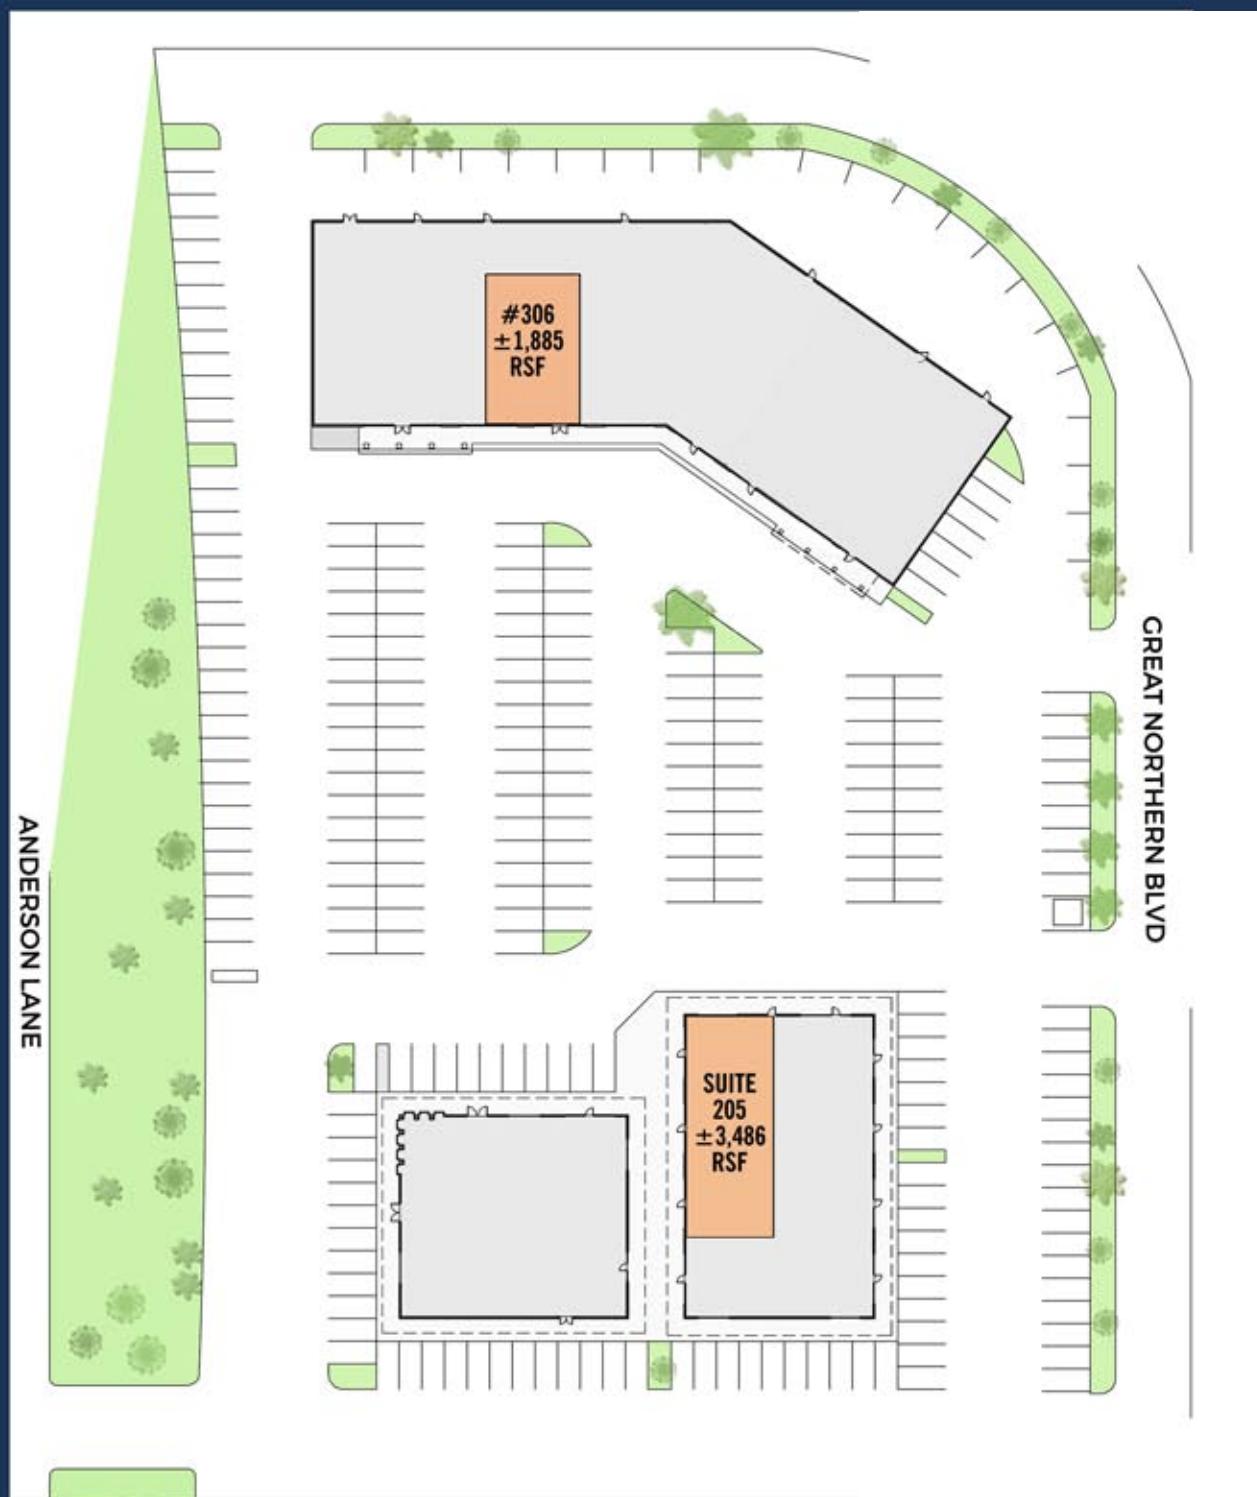 #306
±1,885
RSF
GREAT NORTHERN BLVD
ANDERSON LANE
SUITE
205
±3,486
RSF